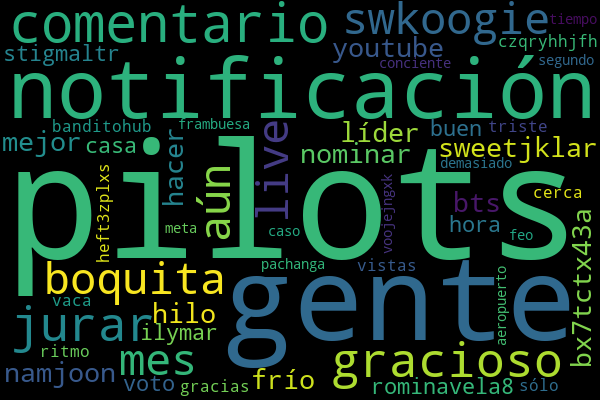 comentario
swkoogie
tiempo
stigmaltr
youtube
czqryhhjfh
conciente
segundo
notificación
banditohub
frambuesa
live
líder
buen
triste
mejor
casa
hacer
aún
nominar
sweetjklar
demasiado
pilots
heft3zplxs
voojejngxk
bts
cerca
meta
caso
hora
feo
bx7tctx43a
boquita
pachanga
vistas
gente
aeropuerto
vaca
hilo
jurar
ilymar
ritmo
mes
gracioso
namjoon
voto
gracias
frío
rominavela8
sólo